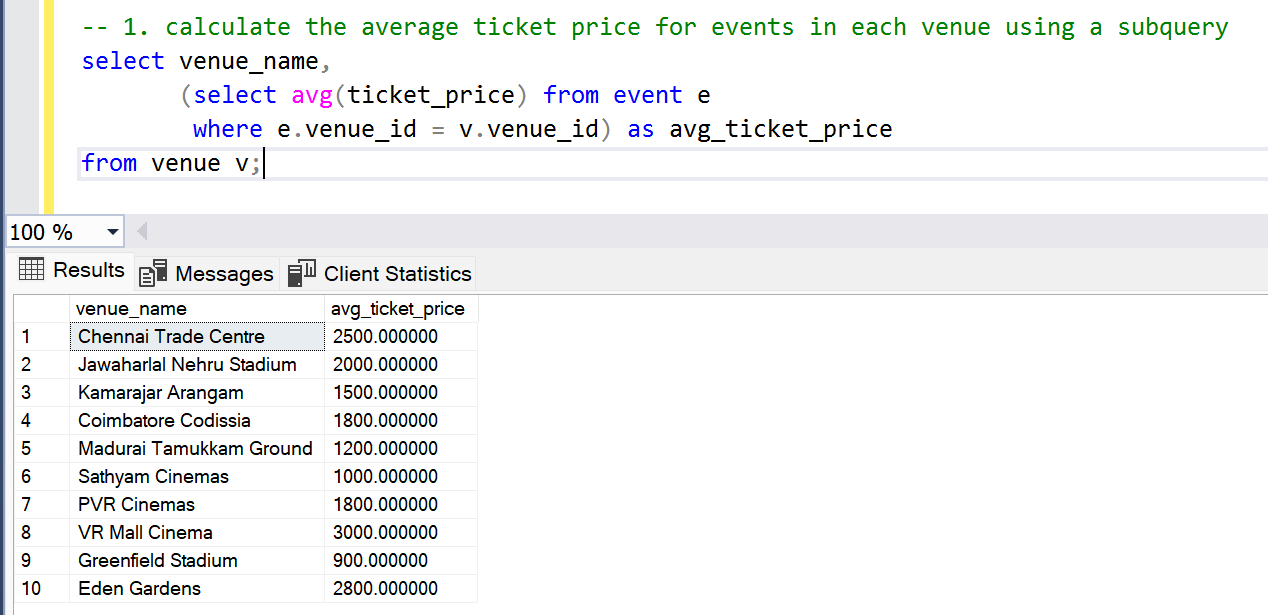 -- 1. calculate the average ticket price for events in each venue using a subquery
select venue_name,
(select avg(ticket_price) from event e
where e.venue_id = v.venue_id) as avg_ticket_price
from venue v;
100 %
Results Messages Client Statistics
venue_name avg_ticket_price
1 Chennai Trade Centre 2500.000000
2 Jawaharlal Nehru Stadium 2000.000000
3 Kamarajar Arangam 1500.000000
4 Coimbatore Codissia 1800.000000
5 Madurai Tamukkam Ground 1200.000000
6 Sathyam Cinemas 1000.000000
7 PVR Cinemas 1800.000000
8 VR Mall Cinema 3000.000000
9 Greenfield Stadium 900.000000
10 Eden Gardens 2800.000000